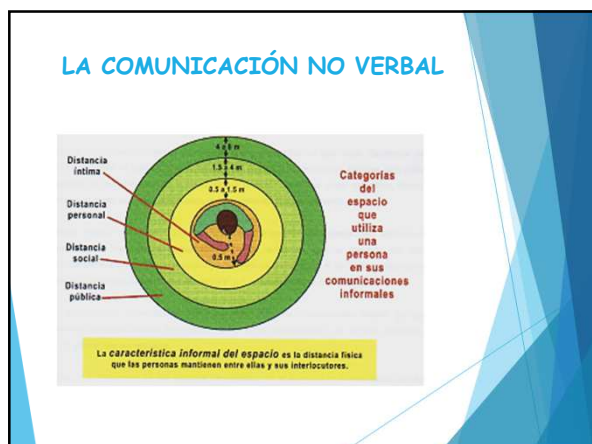 LA COMUNICACIÓN NO VERBAL
Distancia
íntima
Distancia
personal
Distancia
social
Distancia
pública
4 a 8 m
1.5 a 4 m
0.5 a 1.5 m
0.5 m
Categorías
del
espacio
que
utiliza
una
persona
en sus
comunicaciones
informales
La característica informal del espacio es la distancia física
que las personas mantienen entre ellas y sus interlocutores.